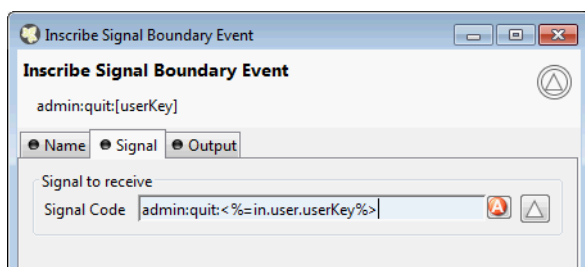 Inscribe Signal Boundary Event
Inscribe Signal Boundary Event
admin:quit:[userKey]
Name Signal Output
Signal to receive
Signal Code admin:quit:<%=in.user.userKey%>